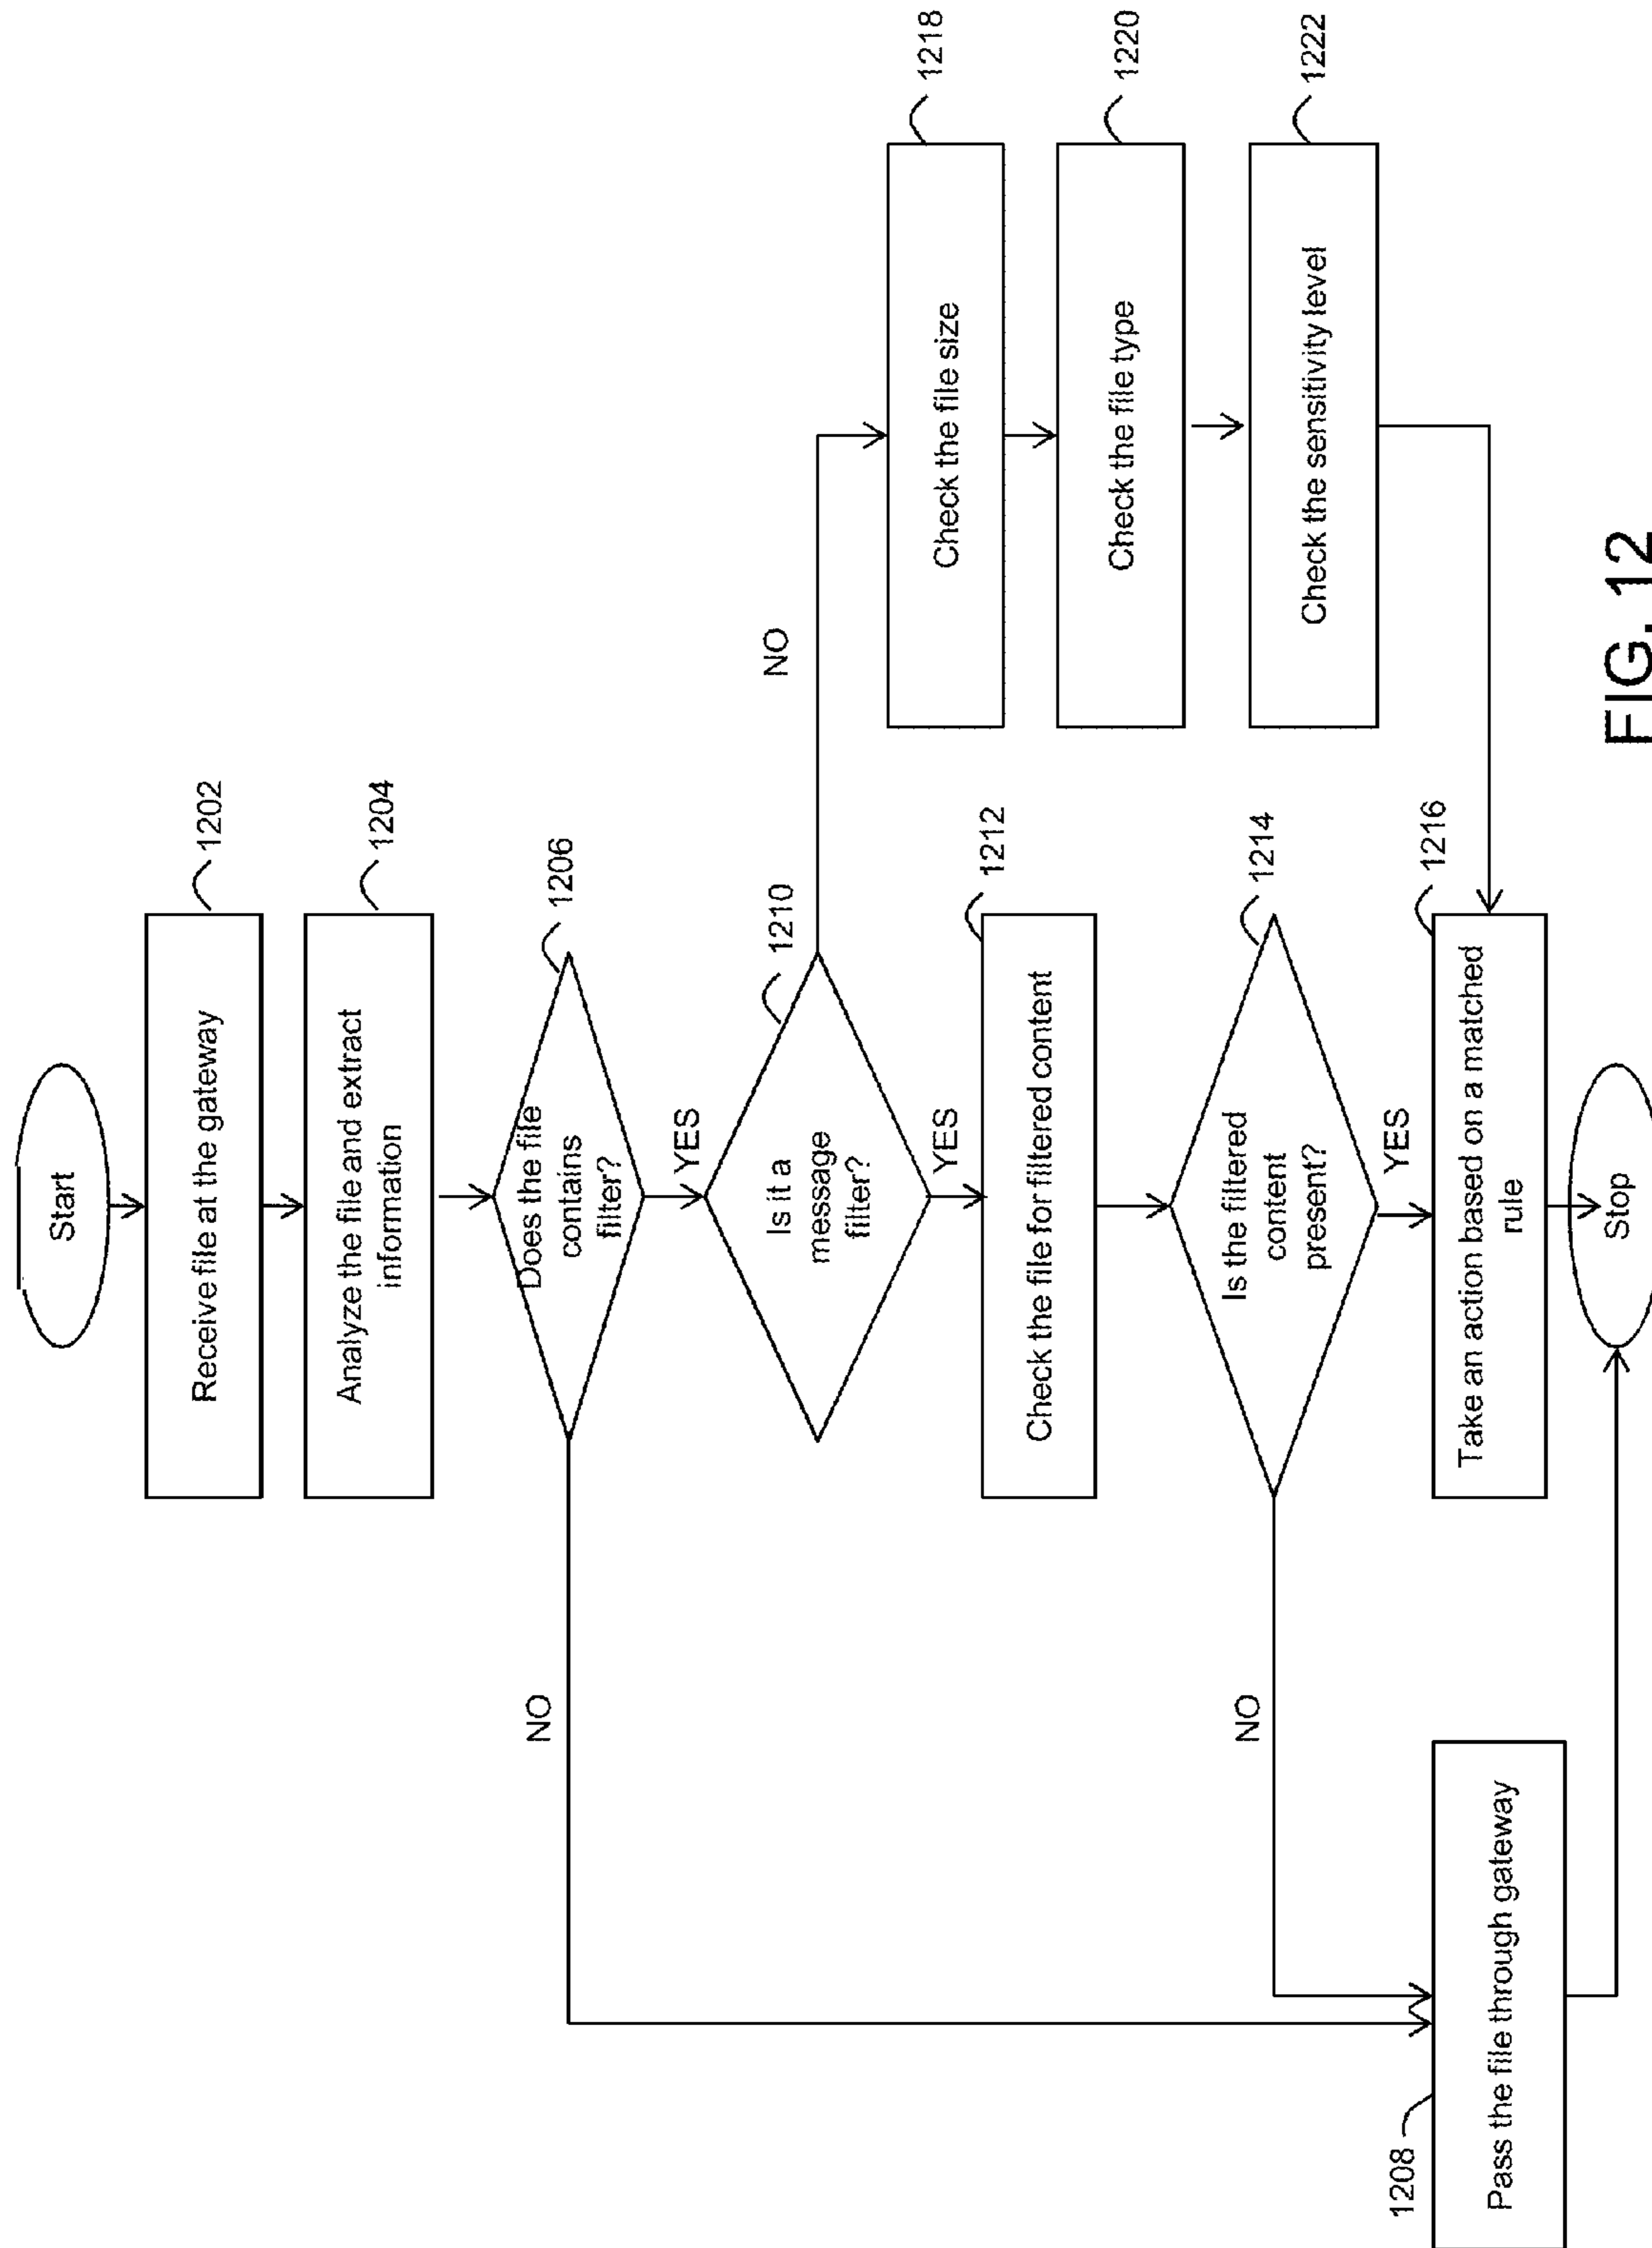 Start
Receive file at the gateway
1202
Analyze the file and extract
information
1204
Does the file
contains
filter?
1206
NO
YES
Is it a
message
filter?
1210
NO
YES
Check the file for filtered content
1212
Is the filtered
content
present?
1214
NO
YES
Take an action based on a matched
rule
1216
Check the file size
1218
Check the file type
1220
Check the sensitivity level
1222
1208
Pass the file through gateway
Stop
FIG. 12